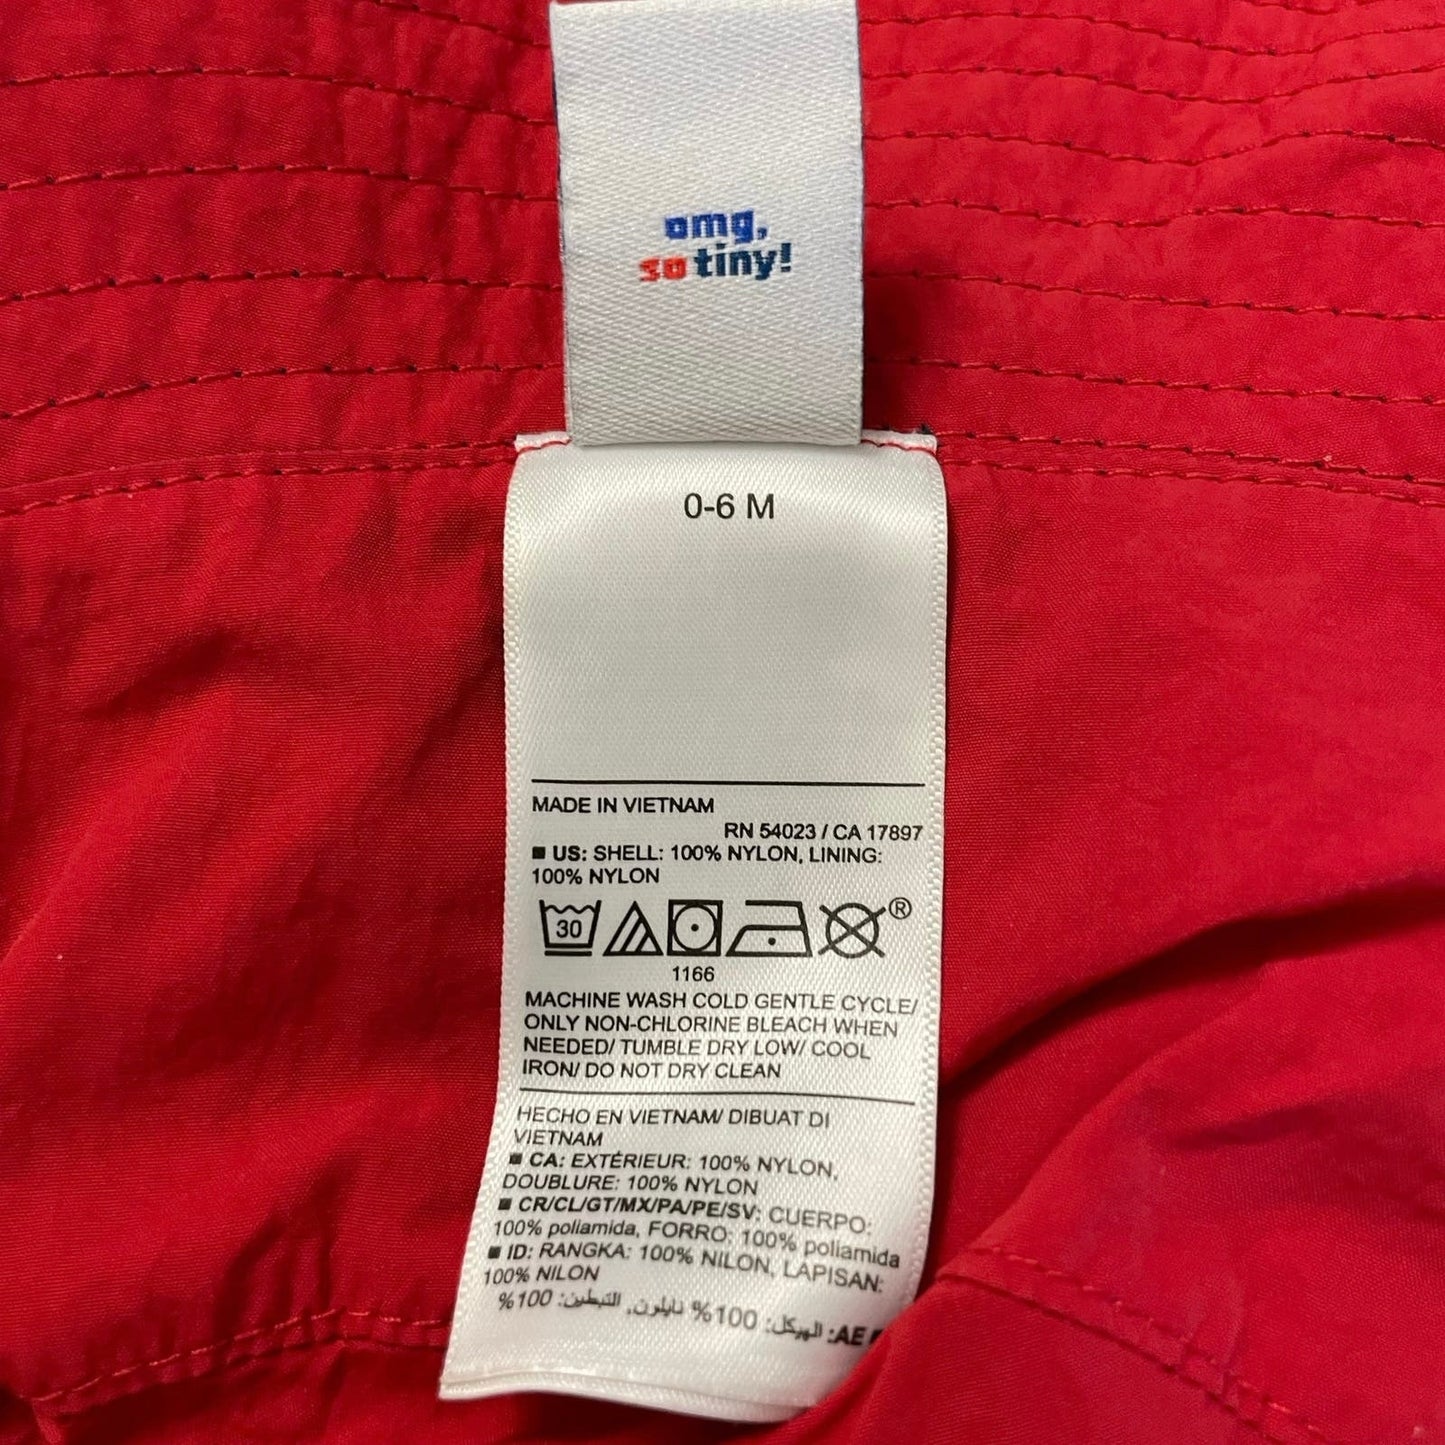 omg,
so tiny!
0-6 M
MADE IN VIETNAM
RN 54023 / CA 17897
■ US: SHELL: 100% NYLON, LINING:
100% NYLON
30 ®
1166
MACHINE WASH COLD GENTLE CYCLE/
ONLY NON-CHLORINE BLEACH WHEN
NEEDED/ TUMBLE DRY LOW/ COOL
IRON/ DO NOT DRY CLEAN
HECHO EN VIETNAM/ DIBUAT DI
VIETNAM
■ CA: EXTÉRIEUR: 100% NYLON,
DOUBLURE: 100% NYLON
■ CR/CL/GT/MX/PA/PE/SV: CUERPO:
100% poliamida, FORRO: 100% poliamida
■ ID: RANGKA: 100% NILON, LAPISAN:
100% NILON
■ AE: الهيكل: 100% نايلون, التبطين: 100%